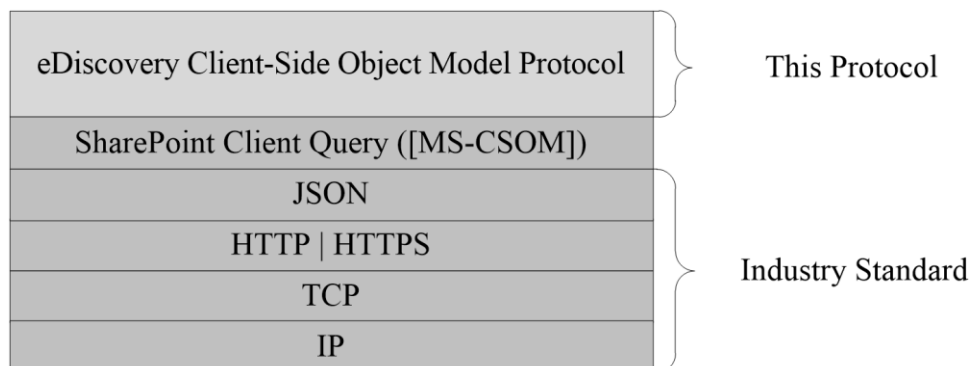 eDiscovery Client-Side Object Model Protocol
This Protocol
SharePoint Client Query ([MS-CSOM])
JSON
HTTP | HTTPS
Industry Standard
TCP
IP